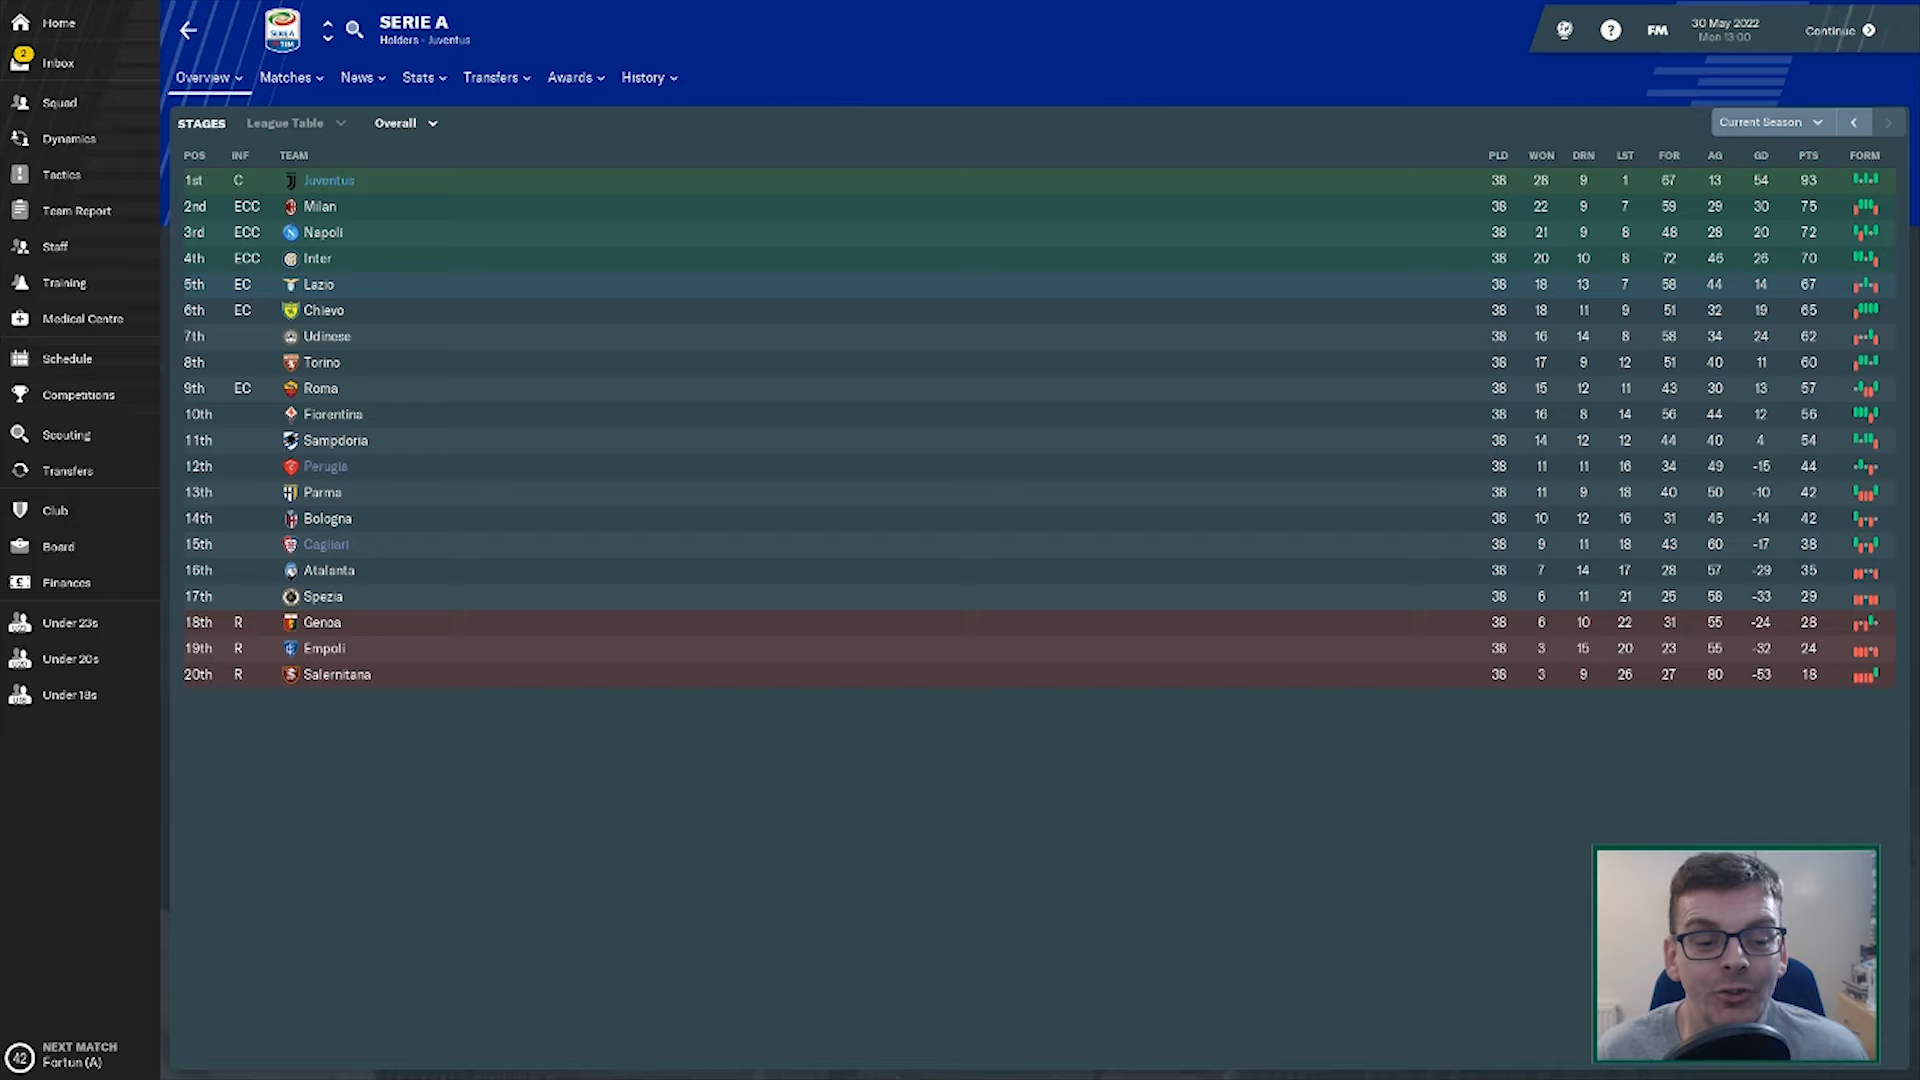 Home
2
Inbox
Squad
Dynamics
Tactics
Team Report
Staff
Training
Medical Centre
Schedule
Competitions
Scouting
Transfers
Club
Board
Finances
Under 23s
Under 20s
Under 18s
42
NEXT MATCH
Fortun (A)
SERIE A
Holders - Juventus
FM
30 May 2022
Mon 13:00
Continue
Overview Matches News Stats Transfers Awards History
STAGES League Table Overall Current Season
POS INF TEAM PLD WON DRN LST FOR AG GD PTS FORM
1st C Juventus 38 28 9 1 67 13 54 93
2nd ECC Milan 38 22 9 7 59 29 30 75
3rd ECC Napoli 38 21 9 8 48 28 20 72
4th ECC Inter 38 20 10 8 72 46 26 70
5th EC Lazio 38 18 13 7 58 44 14 67
6th EC Chievo 38 18 11 9 51 32 19 65
7th Udinese 38 16 14 8 58 34 24 62
8th Torino 38 17 9 12 51 40 11 60
9th EC Roma 38 15 12 11 43 30 13 57
10th Fiorentina 38 16 8 14 56 44 12 56
11th Sampdoria 38 14 12 12 44 40 4 54
12th Perugia 38 11 11 16 34 49 -15 44
13th Parma 38 11 9 18 40 50 -10 42
14th Bologna 38 10 12 16 31 45 -14 42
15th Cagliari 38 9 11 18 43 60 -17 38
16th Atalanta 38 7 14 17 28 57 -29 35
17th Spezia 38 6 11 21 25 58 -33 29
18th R Genoa 38 6 10 22 31 55 -24 28
19th R Empoli 38 3 15 20 23 55 -32 24
20th R Salernitana 38 3 9 26 27 80 -53 18